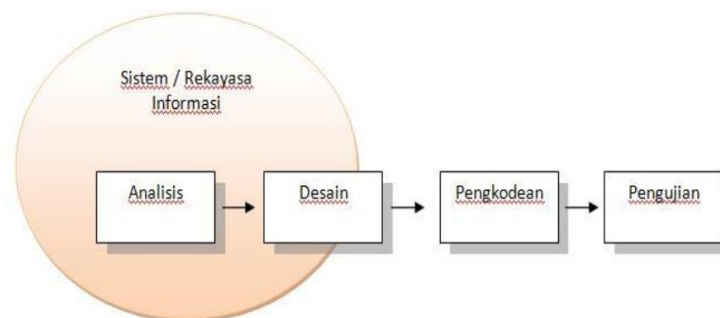 Sistem / Rekayasa
Informasi
Analisis
Desain
Pengkodean
Pengujian